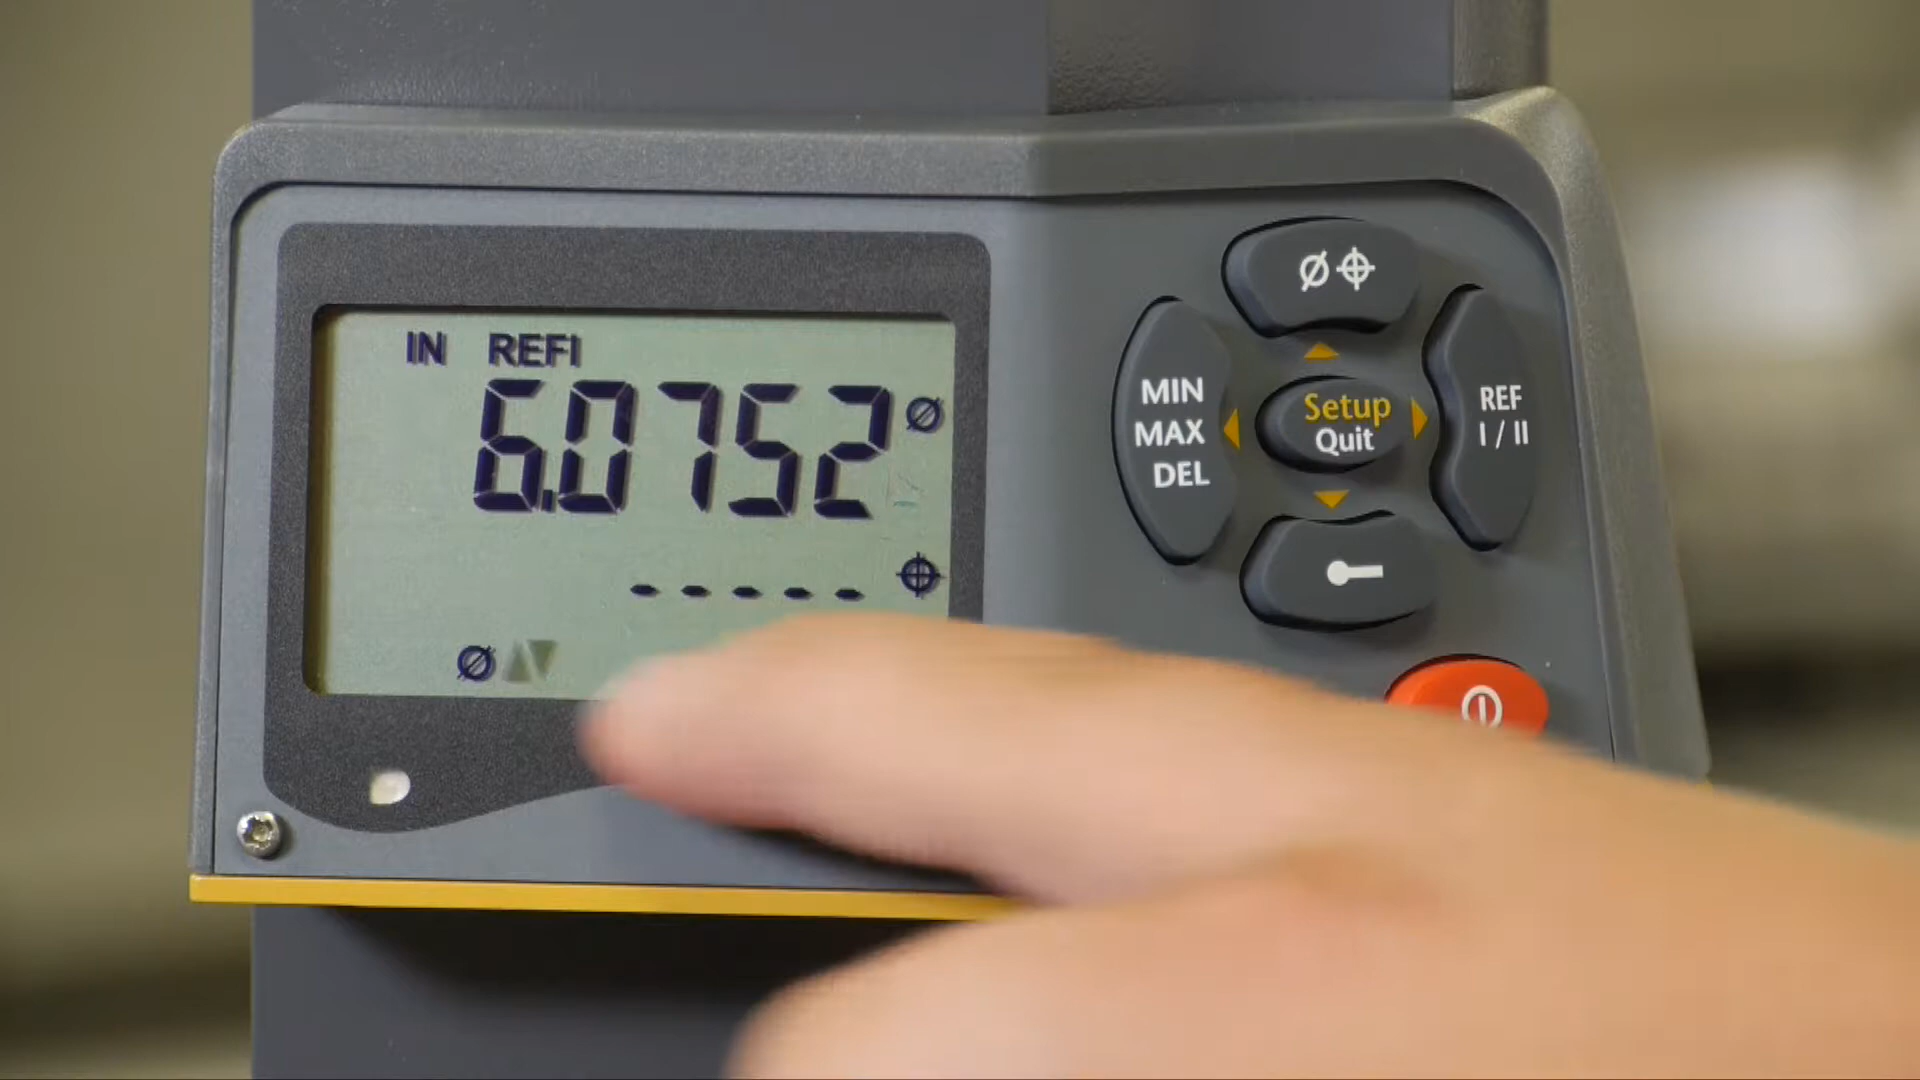 IN REFI
6.0752 Ø
- - - - -
Ø
Ø
MIN
MAX
DEL
Setup
Quit
REF
I / II